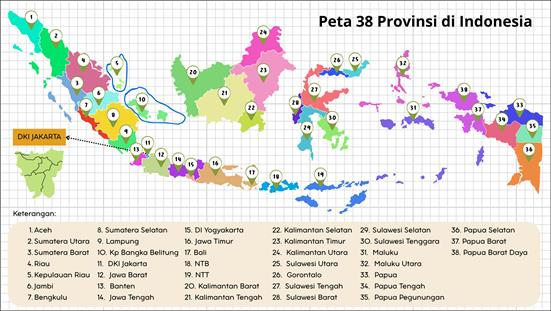 Peta 38 Provinsi di Indonesia
1
2
3
4
5
6
7
8
9
10
11
12
13
14
15
16
17
18
19
20
21
22
23
24
24
25
26
27
28
30
31
32
33
34
35
36
37
38
DKI JAKARTA
Keterangan:
1. Aceh
2. Sumatera Utara
3. Sumatera Barat
4. Riau
5. Kepulauan Riau
6. Jambi
7. Bengkulu
8. Sumatera Selatan
9. Lampung
10. Kp Bangka Belitung
11. DKI Jakarta
12. Jawa Barat
13. Banten
14. Jawa Tengah
15. DI Yogyakarta
16. Jawa Timur
17. Bali
18. NTB
19. NTT
20. Kalimantan Barat
21. Kalimantan Tengah
22. Kalimantan Selatan
23. Kalimantan Timur
24. Kalimantan Utara
25. Sulawesi Utara
26. Gorontalo
27. Sulawesi Tengah
28. Sulawesi Barat
29. Sulawesi Selatan
30. Sulawesi Tenggara
31. Maluku
32. Maluku Utara
33. Papua
34. Papua Tengah
35. Papua Pegunungan
36. Papua Selatan
37. Papua Barat
38. Papua Barat Daya